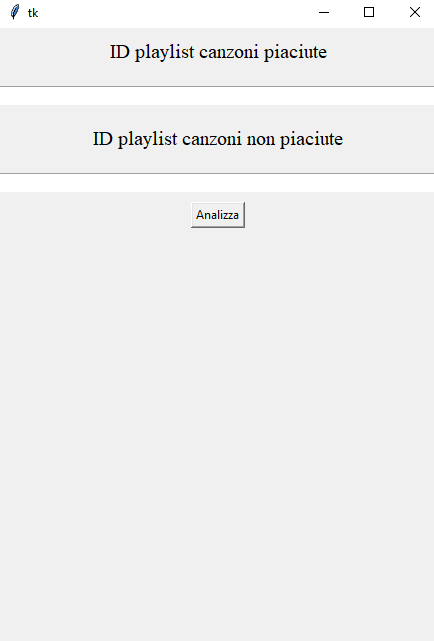 tk
ID playlist canzoni piaciute
ID playlist canzoni non piaciute
Analizza